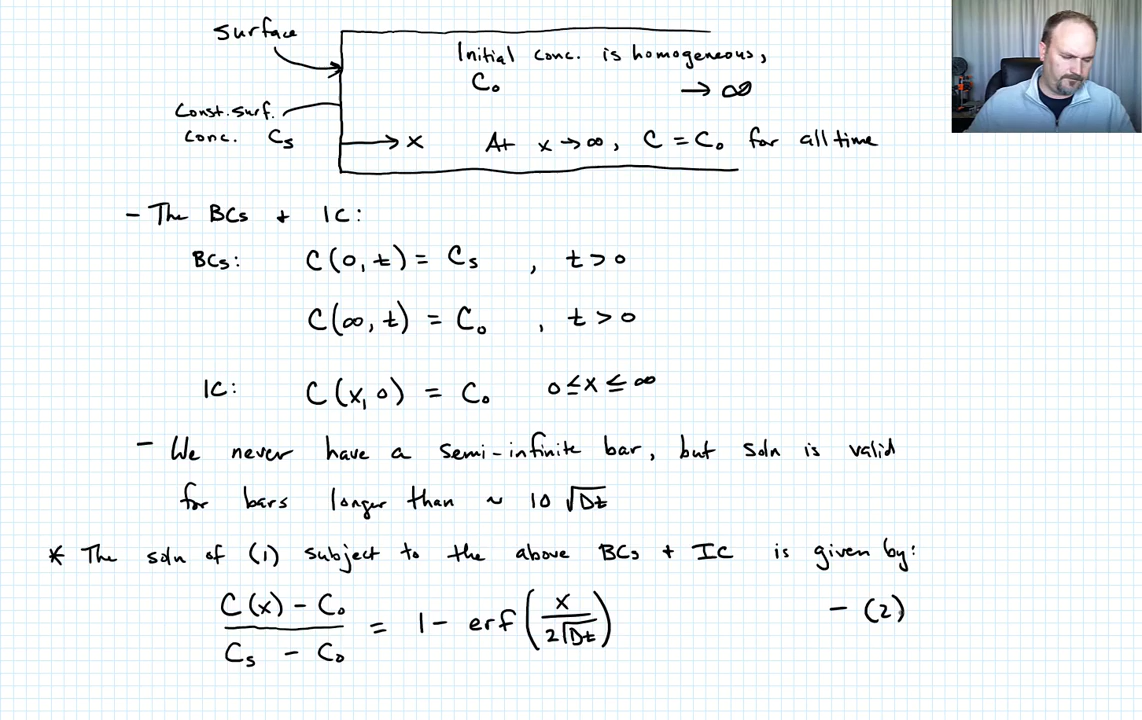 Surface
Initial conc. is homogeneous,
C₀ → ∞
Const. surf.
conc. Cₛ
→ x At x → ∞, C = C₀ for all time
- The BCs + IC:
BCs: C(0, t) = Cₛ , t > 0
C(∞, t) = C₀ , t > 0
IC: C(x, 0) = C₀ 0 ≤ x ≤ ∞
- We never have a semi-infinite bar, but soln is valid
for bars longer than ~ 10 √Dt
* The soln of (1) subject to the above BCs + IC is given by:
(C(x) - C₀)/(Cₛ - C₀) = 1 - erf(x/(2√Dt)) - (2)